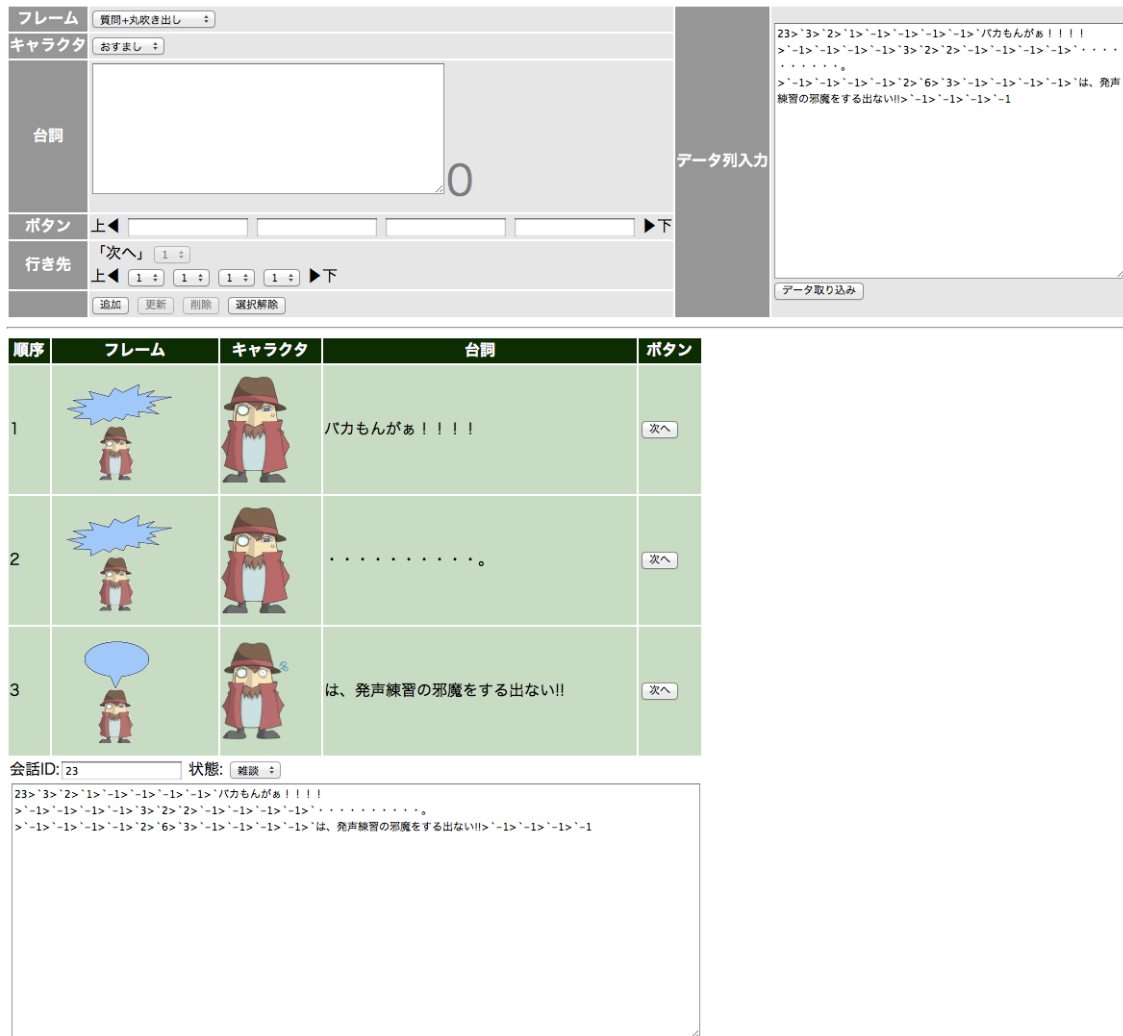 フレーム 質問+丸吹き出し
キャラクタ おすまし
台詞 0
ボタン 上◀ ▶下
行き先 「次へ」 1
上◀ 1 1 1 1 ▶下
追加 更新 削除 選択解除
データ列入力
23>`3>`2>`1>`-1>`-1>`-1>`-1>`バカもんがぁ！！！！
>`-1>`-1>`-1>`-1>`3>`2>`2>`-1>`-1>`-1>`-1>`・・・・
・・・・・・。
>`-1>`-1>`-1>`-1>`2>`6>`3>`-1>`-1>`-1>`-1>`は、発声
練習の邪魔をする出ない!!>`-1>`-1>`-1>`-1
データ取り込み
順序 フレーム キャラクタ 台詞 ボタン
1 バカもんがぁ！！！！ 次へ
2 ・・・・・・・・・・。 次へ
3 は、発声練習の邪魔をする出ない!! 次へ
会話ID: 23 状態: 雑談
23>`3>`2>`1>`-1>`-1>`-1>`-1>`バカもんがぁ！！！！
>`-1>`-1>`-1>`-1>`3>`2>`2>`-1>`-1>`-1>`-1>`・・・・・・・・・・。
>`-1>`-1>`-1>`-1>`2>`6>`3>`-1>`-1>`-1>`-1>`は、発声練習の邪魔をする出ない!!>`-1>`-1>`-1>`-1